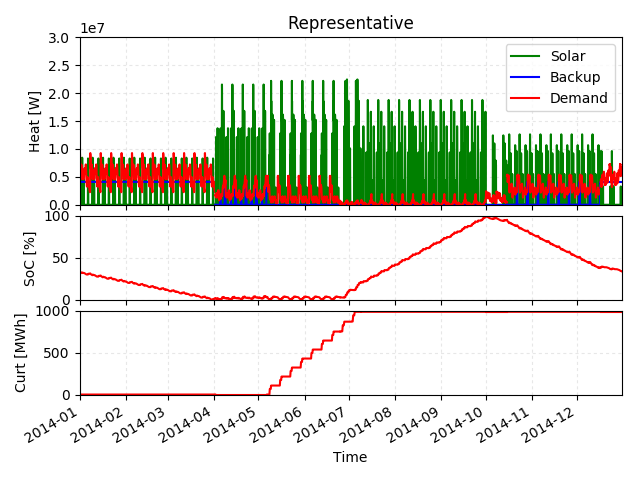 Representative
1e7
Heat [W]
3.0
2.5
2.0
1.5
1.0
0.5
0.0
Solar
Backup
Demand
SoC [%]
100
50
0
Curt [MWh]
1000
500
0
2014-01
2014-02
2014-03
2014-04
2014-05
2014-06
2014-07
2014-08
2014-09
2014-10
2014-11
2014-12
Time